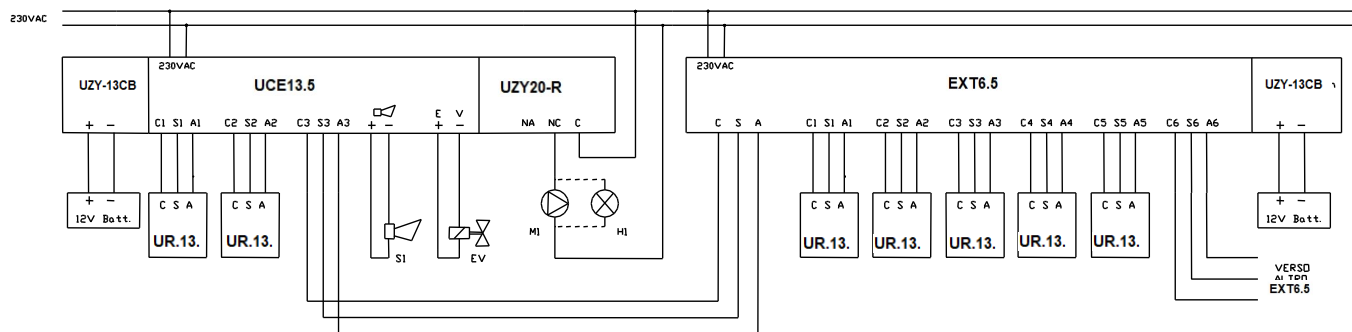 230VAC
230VAC
230VAC
UZY-13CB
UCE13.5
UZY20-R
EXT6.5
UZY-13CB
E V
NA NC C
+ -
C1 S1 A1
C2 S2 A2
C3 S3 A3
+ -
+ -
C S A
C1 S1 A1
C2 S2 A2
C3 S3 A3
C4 S4 A4
C5 S5 A5
C6 S6 A6
+ -
+ -
12V Batt.
C S A
UR.13.
C S A
UR.13.
S1
EV
M1
H1
C S A
UR.13.
C S A
UR.13.
C S A
UR.13.
C S A
UR.13.
C S A
UR.13.
+ -
12V Batt.
VERSO
ALTRO
EXT6.5